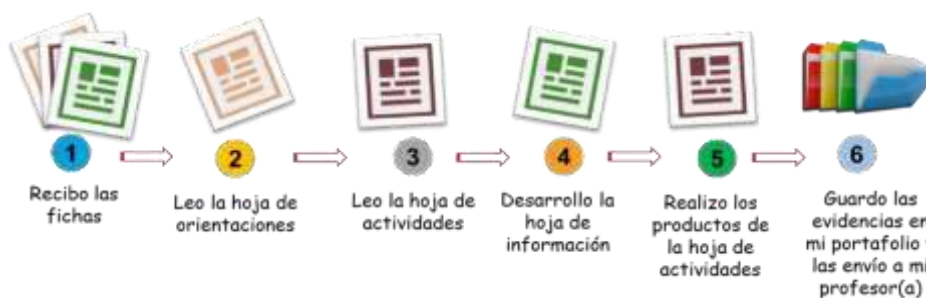 1
Recibo las
fichas
2
Leo la hoja de
orientaciones
3
Leo la hoja de
actividades
4
Desarrollo la
hoja de
información
5
Realizo los
productos de
la hoja de
actividades
6
Guardo las
evidencias en
mi portafolio
las envío a mi
profesor(a)